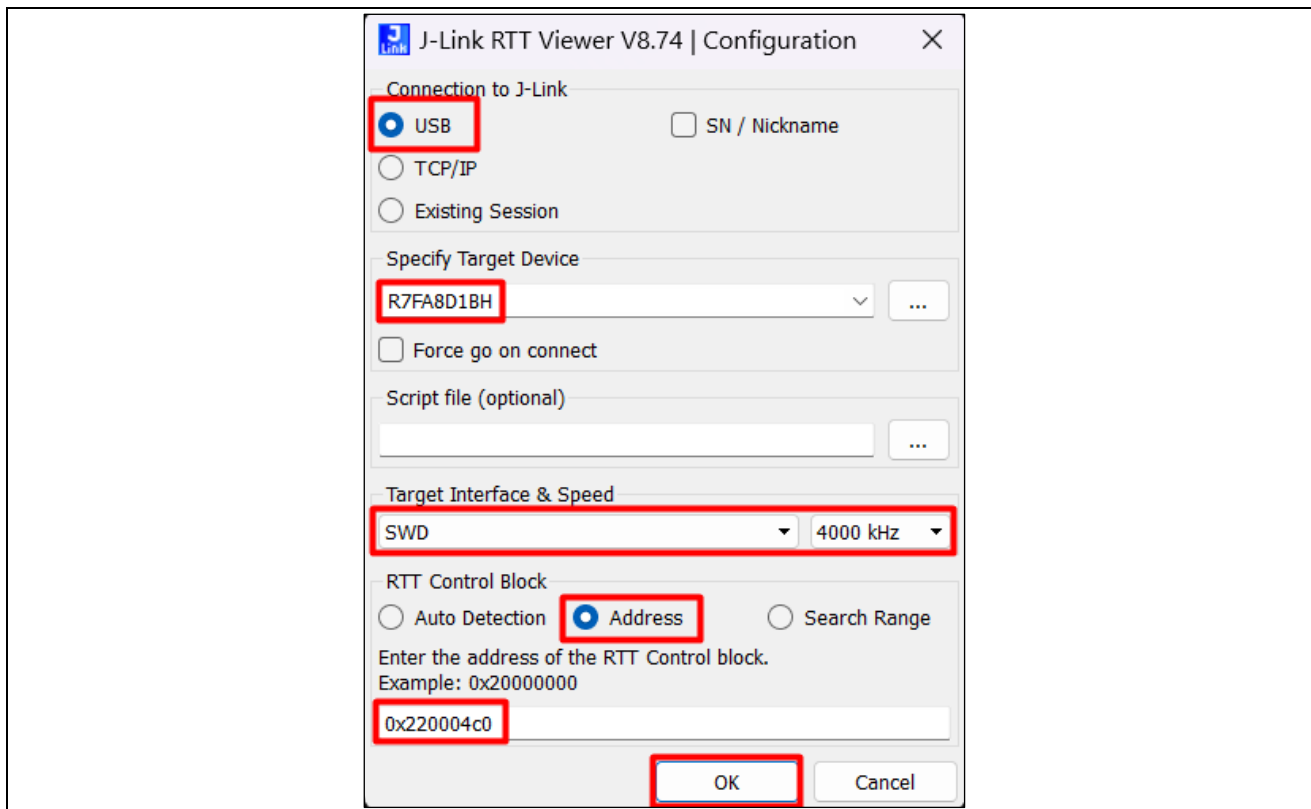 J-Link RTT Viewer V8.74 | Configuration
Connection to J-Link
USB SN / Nickname
TCP/IP
Existing Session
Specify Target Device
R7FA8D1BH ...
Force go on connect
Script file (optional)
...
Target Interface & Speed
SWD 4000 kHz
RTT Control Block
Auto Detection Address Search Range
Enter the address of the RTT Control block.
Example: 0x20000000
0x220004c0
OK Cancel